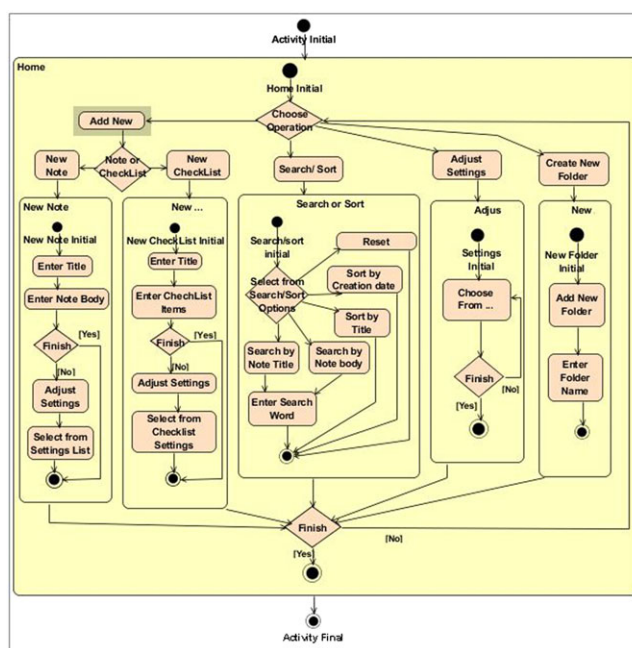 Activity Initial
Home
Home Initial
Choose
Operation
Add New
New
Note
Note or
CheckList
New
CheckList
Search/ Sort
Adjust
Settings
Create New
Folder
New Note
New Note Initial
Enter Title
Enter Note Body
Finish
[Yes]
[No]
Adjust
Settings
Select from
Settings List
New ...
New CheckList Initial
Enter Title
Enter ChechList
Items
Finish
[Yes]
[No]
Adjust Settings
Select from
Checklist
Settings
Search or Sort
Search/sort
initial
Select from
Search/Sort
Options
Reset
Sort by
Creation date
Sort by
Title
Search by
Note Title
Search by
Note body
Enter Search
Word
Adjus
Settings
Initial
Choose
From ...
Finish
[No]
[Yes]
New
New Folder
Initial
Add New
Folder
Enter
Folder
Name
Finish
[No]
[Yes]
Activity Final